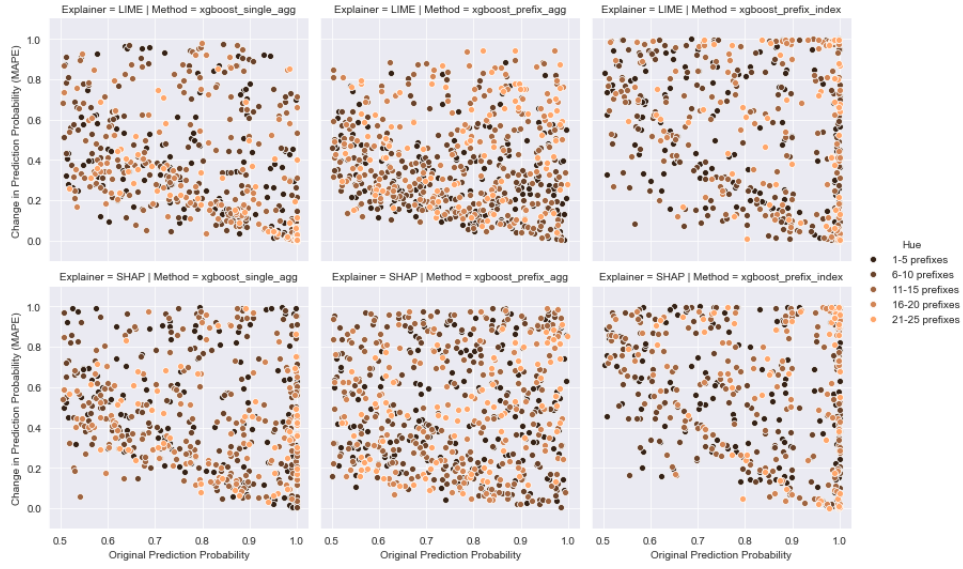 Explainer = LIME | Method = xgboost_single_agg
Explainer = LIME | Method = xgboost_prefix_agg
Explainer = LIME | Method = xgboost_prefix_index
Change in Prediction Probability (MAPE)
1.0
0.8
0.6
0.4
0.2
0.0
Explainer = SHAP | Method = xgboost_single_agg
Explainer = SHAP | Method = xgboost_prefix_agg
Explainer = SHAP | Method = xgboost_prefix_index
Change in Prediction Probability (MAPE)
1.0
0.8
0.6
0.4
0.2
0.0
0.5 0.6 0.7 0.8 0.9 1.0
0.5 0.6 0.7 0.8 0.9 1.0
0.5 0.6 0.7 0.8 0.9 1.0
Original Prediction Probability
Original Prediction Probability
Original Prediction Probability
Hue
1-5 prefixes
6-10 prefixes
11-15 prefixes
16-20 prefixes
21-25 prefixes